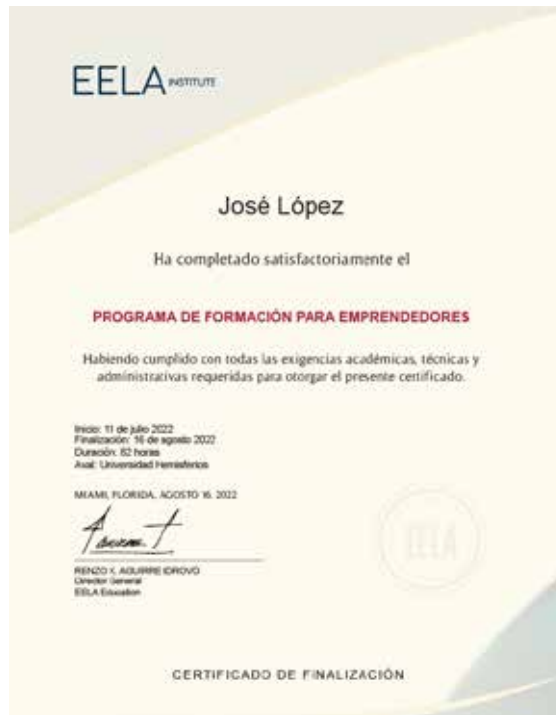 EELA INSTITUTE
José López
Ha completado satisfactoriamente el
PROGRAMA DE FORMACIÓN PARA EMPRENDEDORES
Habiendo cumplido con todas las exigencias académicas, técnicas y
administrativas requeridas para otorgar el presente certificado.
Inicio: 11 de julio 2022
Finalización: 16 de agosto 2022
Duración: 62 horas
Aval: Universidad Hemisferios
MIAMI, FLORIDA, AGOSTO 16, 2022
RENZO X. AGUIRRE IDROVO
Director General
EELA Education
EELA
CERTIFICADO DE FINALIZACIÓN